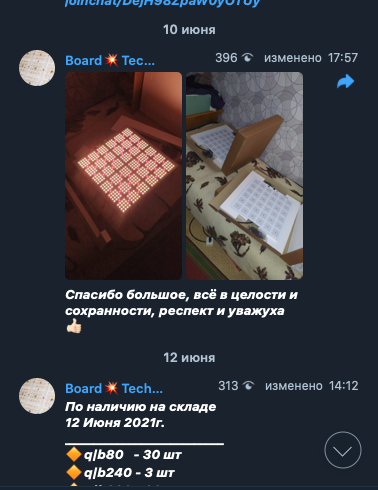 joinchat/DejH98ZpaW0yOTUy
10 июня
Board💥Tec... 396 изменено 17:57
Спасибо большое, всё в целости и
сохранности, респект и уважуха
👍🏻
12 июня
Board💥Tech... 313 изменено 14:12
По наличию на складе
12 Июня 2021г.
🔶q|b80 - 30 шт
🔶q|b240 - 3 шт